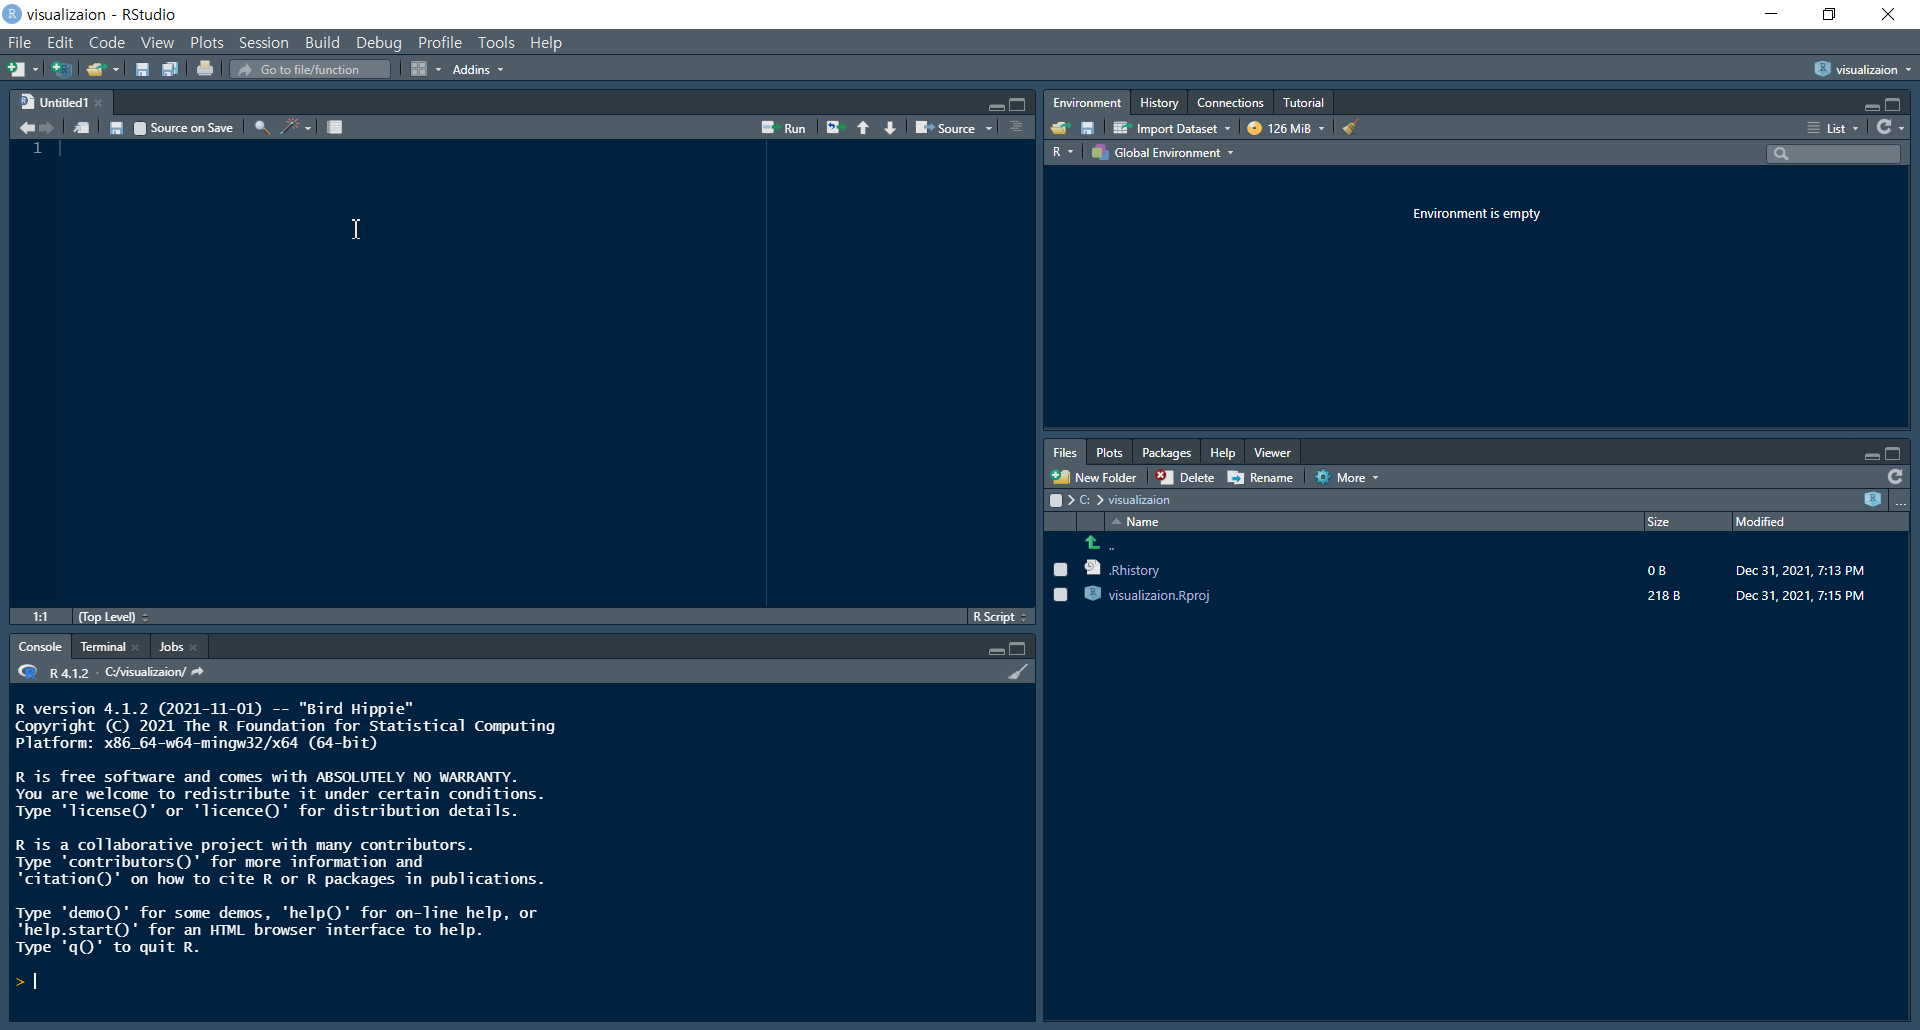 visualizaion - RStudio
File Edit Code View Plots Session Build Debug Profile Tools Help
Go to file/function Addins visualizaion
Untitled1
Source on Save Run Source
1
1:1 (Top Level) R Script
Console Terminal Jobs
R 4.1.2 · C:/visualizaion/
R version 4.1.2 (2021-11-01) -- "Bird Hippie"
Copyright (C) 2021 The R Foundation for Statistical Computing
Platform: x86_64-w64-mingw32/x64 (64-bit)
R is free software and comes with ABSOLUTELY NO WARRANTY.
You are welcome to redistribute it under certain conditions.
Type 'license()' or 'licence()' for distribution details.
R is a collaborative project with many contributors.
Type 'contributors()' for more information and
'citation()' on how to cite R or R packages in publications.
Type 'demo()' for some demos, 'help()' for on-line help, or
'help.start()' for an HTML browser interface to help.
Type 'q()' to quit R.
>
Environment History Connections Tutorial
Import Dataset 126 MiB List
R Global Environment
Environment is empty
Files Plots Packages Help Viewer
New Folder Delete Rename More
C: > visualizaion ...
Name Size Modified
..
.Rhistory 0 B Dec 31, 2021, 7:13 PM
visualizaion.Rproj 218 B Dec 31, 2021, 7:15 PM